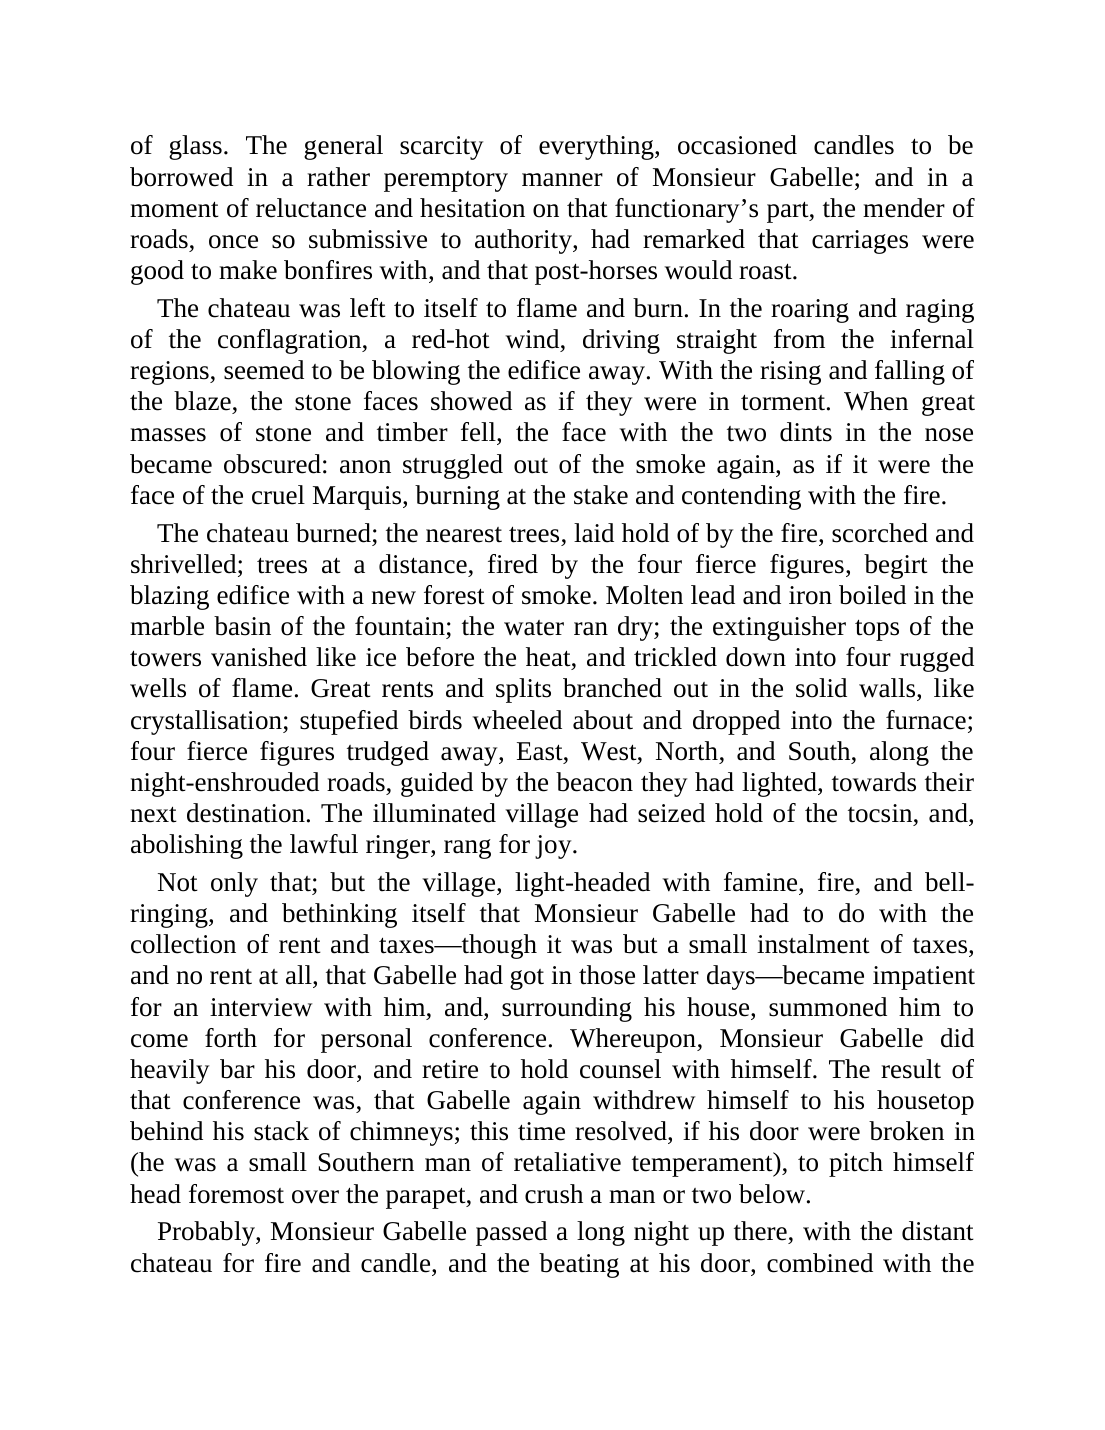 of glass. The general scarcity of everything, occasioned candles to be
borrowed in a rather peremptory manner of Monsieur Gabelle; and in a
moment of reluctance and hesitation on that functionary’s part, the mender of
roads, once so submissive to authority, had remarked that carriages were
good to make bonfires with, and that post-horses would roast.
The chateau was left to itself to flame and burn. In the roaring and raging
of the conflagration, a red-hot wind, driving straight from the infernal
regions, seemed to be blowing the edifice away. With the rising and falling of
the blaze, the stone faces showed as if they were in torment. When great
masses of stone and timber fell, the face with the two dints in the nose
became obscured: anon struggled out of the smoke again, as if it were the
face of the cruel Marquis, burning at the stake and contending with the fire.
The chateau burned; the nearest trees, laid hold of by the fire, scorched and
shrivelled; trees at a distance, fired by the four fierce figures, begirt the
blazing edifice with a new forest of smoke. Molten lead and iron boiled in the
marble basin of the fountain; the water ran dry; the extinguisher tops of the
towers vanished like ice before the heat, and trickled down into four rugged
wells of flame. Great rents and splits branched out in the solid walls, like
crystallisation; stupefied birds wheeled about and dropped into the furnace;
four fierce figures trudged away, East, West, North, and South, along the
night-enshrouded roads, guided by the beacon they had lighted, towards their
next destination. The illuminated village had seized hold of the tocsin, and,
abolishing the lawful ringer, rang for joy.
Not only that; but the village, light-headed with famine, fire, and bell-
ringing, and bethinking itself that Monsieur Gabelle had to do with the
collection of rent and taxes—though it was but a small instalment of taxes,
and no rent at all, that Gabelle had got in those latter days—became impatient
for an interview with him, and, surrounding his house, summoned him to
come forth for personal conference. Whereupon, Monsieur Gabelle did
heavily bar his door, and retire to hold counsel with himself. The result of
that conference was, that Gabelle again withdrew himself to his housetop
behind his stack of chimneys; this time resolved, if his door were broken in
(he was a small Southern man of retaliative temperament), to pitch himself
head foremost over the parapet, and crush a man or two below.
Probably, Monsieur Gabelle passed a long night up there, with the distant
chateau for fire and candle, and the beating at his door, combined with the